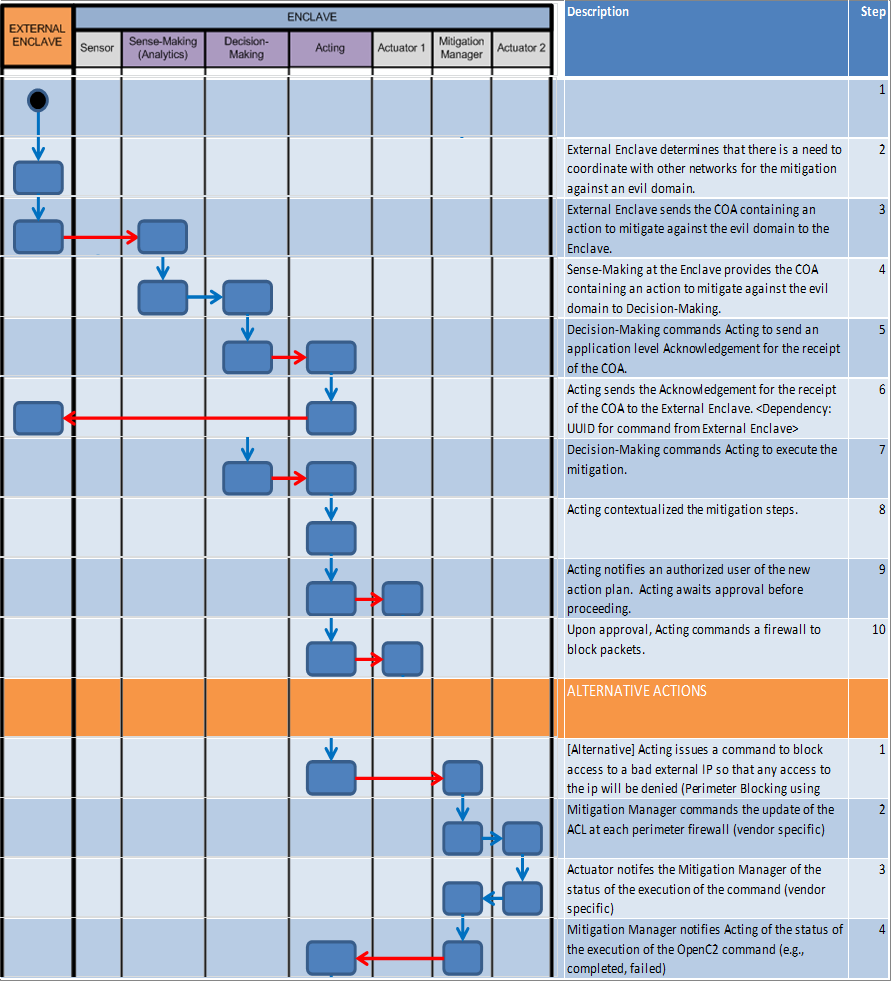 EXTERNAL
ENCLAVE
ENCLAVE
Sensor
Sense-Making
(Analytics)
Decision-
Making
Acting
Actuator 1
Mitigation
Manager
Actuator 2
Description
Step
1
External Enclave determines that there is a need to
coordinate with other networks for the mitigation
against an evil domain.
2
External Enclave sends the COA containing an
action to mitigate against the evil domain to the
Enclave.
3
Sense-Making at the Enclave provides the COA
containing an action to mitigate against the evil
domain to Decision-Making.
4
Decision-Making commands Acting to send an
application level Acknowledgement for the receipt
of the COA.
5
Acting sends the Acknowledgement for the receipt
of the COA to the External Enclave. <Dependency:
UUID for command from External Enclave>
6
Decision-Making commands Acting to execute the
mitigation.
7
Acting contextualized the mitigation steps.
8
Acting notifies an authorized user of the new
action plan. Acting awaits approval before
proceeding.
9
Upon approval, Acting commands a firewall to
block packets.
10
ALTERNATIVE ACTIONS
[Alternative] Acting issues a command to block
access to a bad external IP so that any access to
the ip will be denied (Perimeter Blocking using
1
Mitigation Manager commands the update of the
ACL at each perimeter firewall (vendor specific)
2
Actuator notifes the Mitigation Manager of the
status of the execution of the command (vendor
specific)
3
Mitigation Manager notifies Acting of the status of
the execution of the OpenC2 command (e.g.,
completed, failed)
4